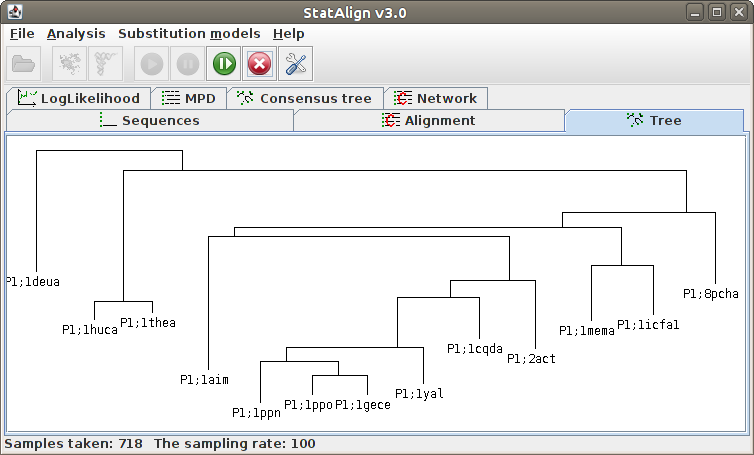 StatAlign v3.0
File Analysis Substitution models Help
LogLikelihood MPD Consensus tree Network
Sequences Alignment Tree
P1;1deua
P1;8pcha
P1;1huca P1;1thea
P1;1mema P1;1icfa1
P1;1cqda
P1;2act
P1;1aim
P1;1yal
P1;1ppn P1;1ppo P1;1gece
Samples taken: 718 The sampling rate: 100